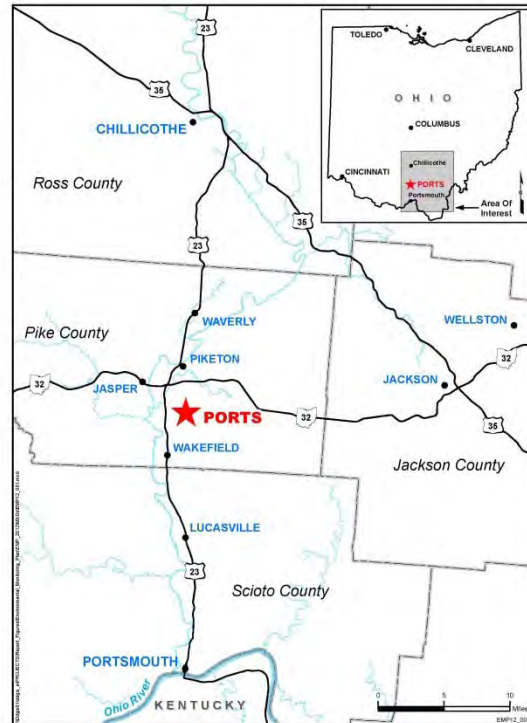 23
TOLEDO
CLEVELAND
35
OHIO
CHILLICOTHE
COLUMBUS
Ross County
Chillicothe
CINCINNATI
PORTS
Portsmouth
Area Of
Interest
35
23
WAVERLY
WELLSTON
Pike County
PIKETON
32
JASPER
JACKSON
32
PORTS
32
35
WAKEFIELD
Jackson County
LUCASVILLE
23
Scioto County
PORTSMOUTH
Ohio River
KENTUCKY
0 5 10
Miles